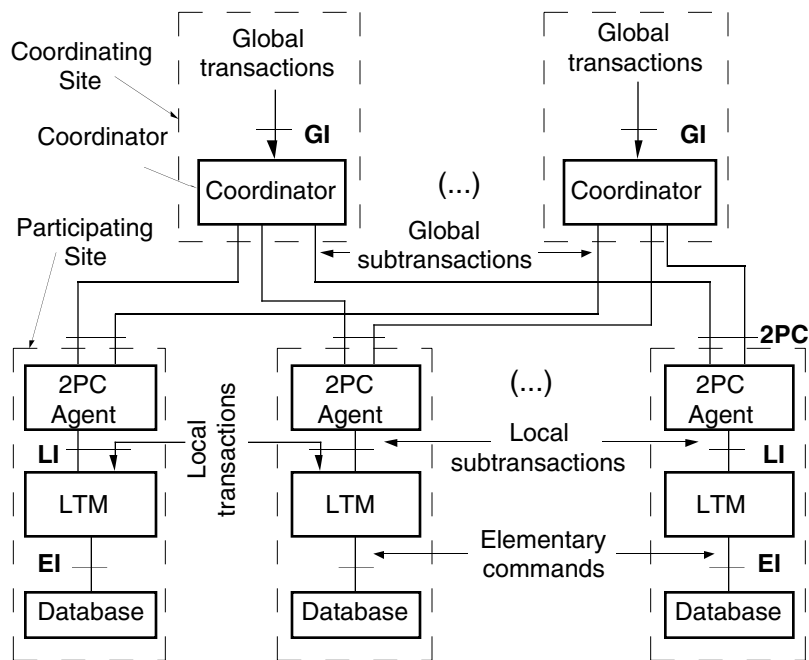 Coordinating
Site
Global
transactions
Global
transactions
GI
GI
Coordinator
Coordinator
(...)
Coordinator
Participating
Site
Global
subtransactions
2PC
2PC
Agent
2PC
Agent
(...)
2PC
Agent
LI
Local
transactions
Local
subtransactions
LI
LTM
LTM
LTM
EI
Elementary
commands
EI
Database
Database
Database